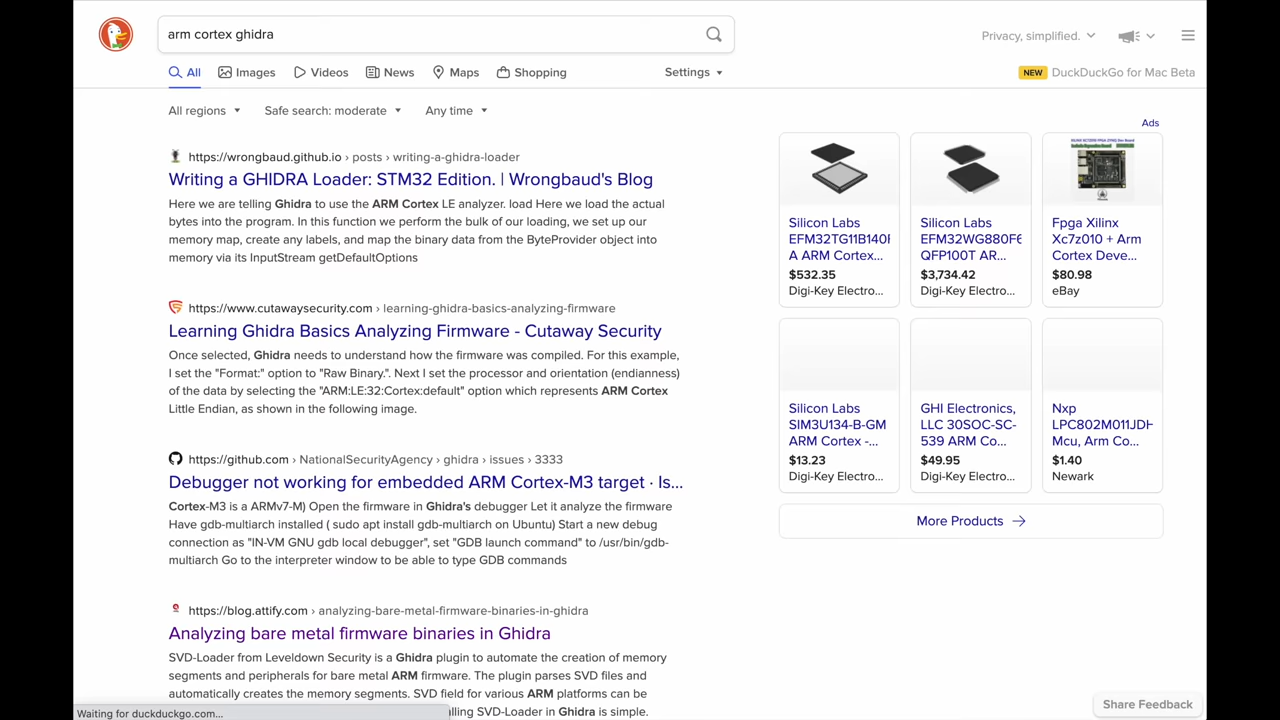 arm cortex ghidra
Privacy, simplified.
All Images Videos News Maps Shopping Settings
NEW DuckDuckGo for Mac Beta
All regions Safe search: moderate Any time
https://wrongbaud.github.io › posts › writing-a-ghidra-loader
Writing a GHIDRA Loader: STM32 Edition. | Wrongbaud's Blog
Here we are telling Ghidra to use the ARM Cortex LE analyzer. load Here we load the actual
bytes into the program. In this function we perform the bulk of our loading, we set up our
memory map, create any labels, and map the binary data from the ByteProvider object into
memory via its InputStream getDefaultOptions
https://www.cutawaysecurity.com › learning-ghidra-basics-analyzing-firmware
Learning Ghidra Basics Analyzing Firmware - Cutaway Security
Once selected, Ghidra needs to understand how the firmware was compiled. For this example,
I set the "Format:" option to "Raw Binary.". Next I set the processor and orientation (endianness)
of the data by selecting the "ARM:LE:32:Cortex:default" option which represents ARM Cortex
Little Endian, as shown in the following image.
https://github.com › NationalSecurityAgency › ghidra › issues › 3333
Debugger not working for embedded ARM Cortex-M3 target · Is...
Cortex-M3 is a ARMv7-M) Open the firmware in Ghidra's debugger Let it analyze the firmware
Have gdb-multiarch installed ( sudo apt install gdb-multiarch on Ubuntu) Start a new debug
connection as "IN-VM GNU gdb local debugger", set "GDB launch command" to /usr/bin/gdb-
multiarch Go to the interpreter window to be able to type GDB commands
https://blog.attify.com › analyzing-bare-metal-firmware-binaries-in-ghidra
Analyzing bare metal firmware binaries in Ghidra
SVD-Loader from Leveldown Security is a Ghidra plugin to automate the creation of memory
segments and peripherals for bare metal ARM firmware. The plugin parses SVD files and
automatically creates the memory segments. SVD field for various ARM platforms can be
lling SVD-Loader in Ghidra is simple.
Waiting for duckduckgo.com...
Ads
Silicon Labs
EFM32TG11B140F
A ARM Cortex...
$532.35
Digi-Key Electro...
Silicon Labs
EFM32WG880F6
QFP100T AR...
$3,734.42
Digi-Key Electro...
Fpga Xilinx
Xc7z010 + Arm
Cortex Deve...
$80.98
eBay
Silicon Labs
SIM3U134-B-GM
ARM Cortex -...
$13.23
Digi-Key Electro...
GHI Electronics,
LLC 30SOC-SC-
539 ARM Co...
$49.95
Digi-Key Electro...
Nxp
LPC802M011JDH
Mcu, Arm Co...
$1.40
Newark
More Products
Share Feedback